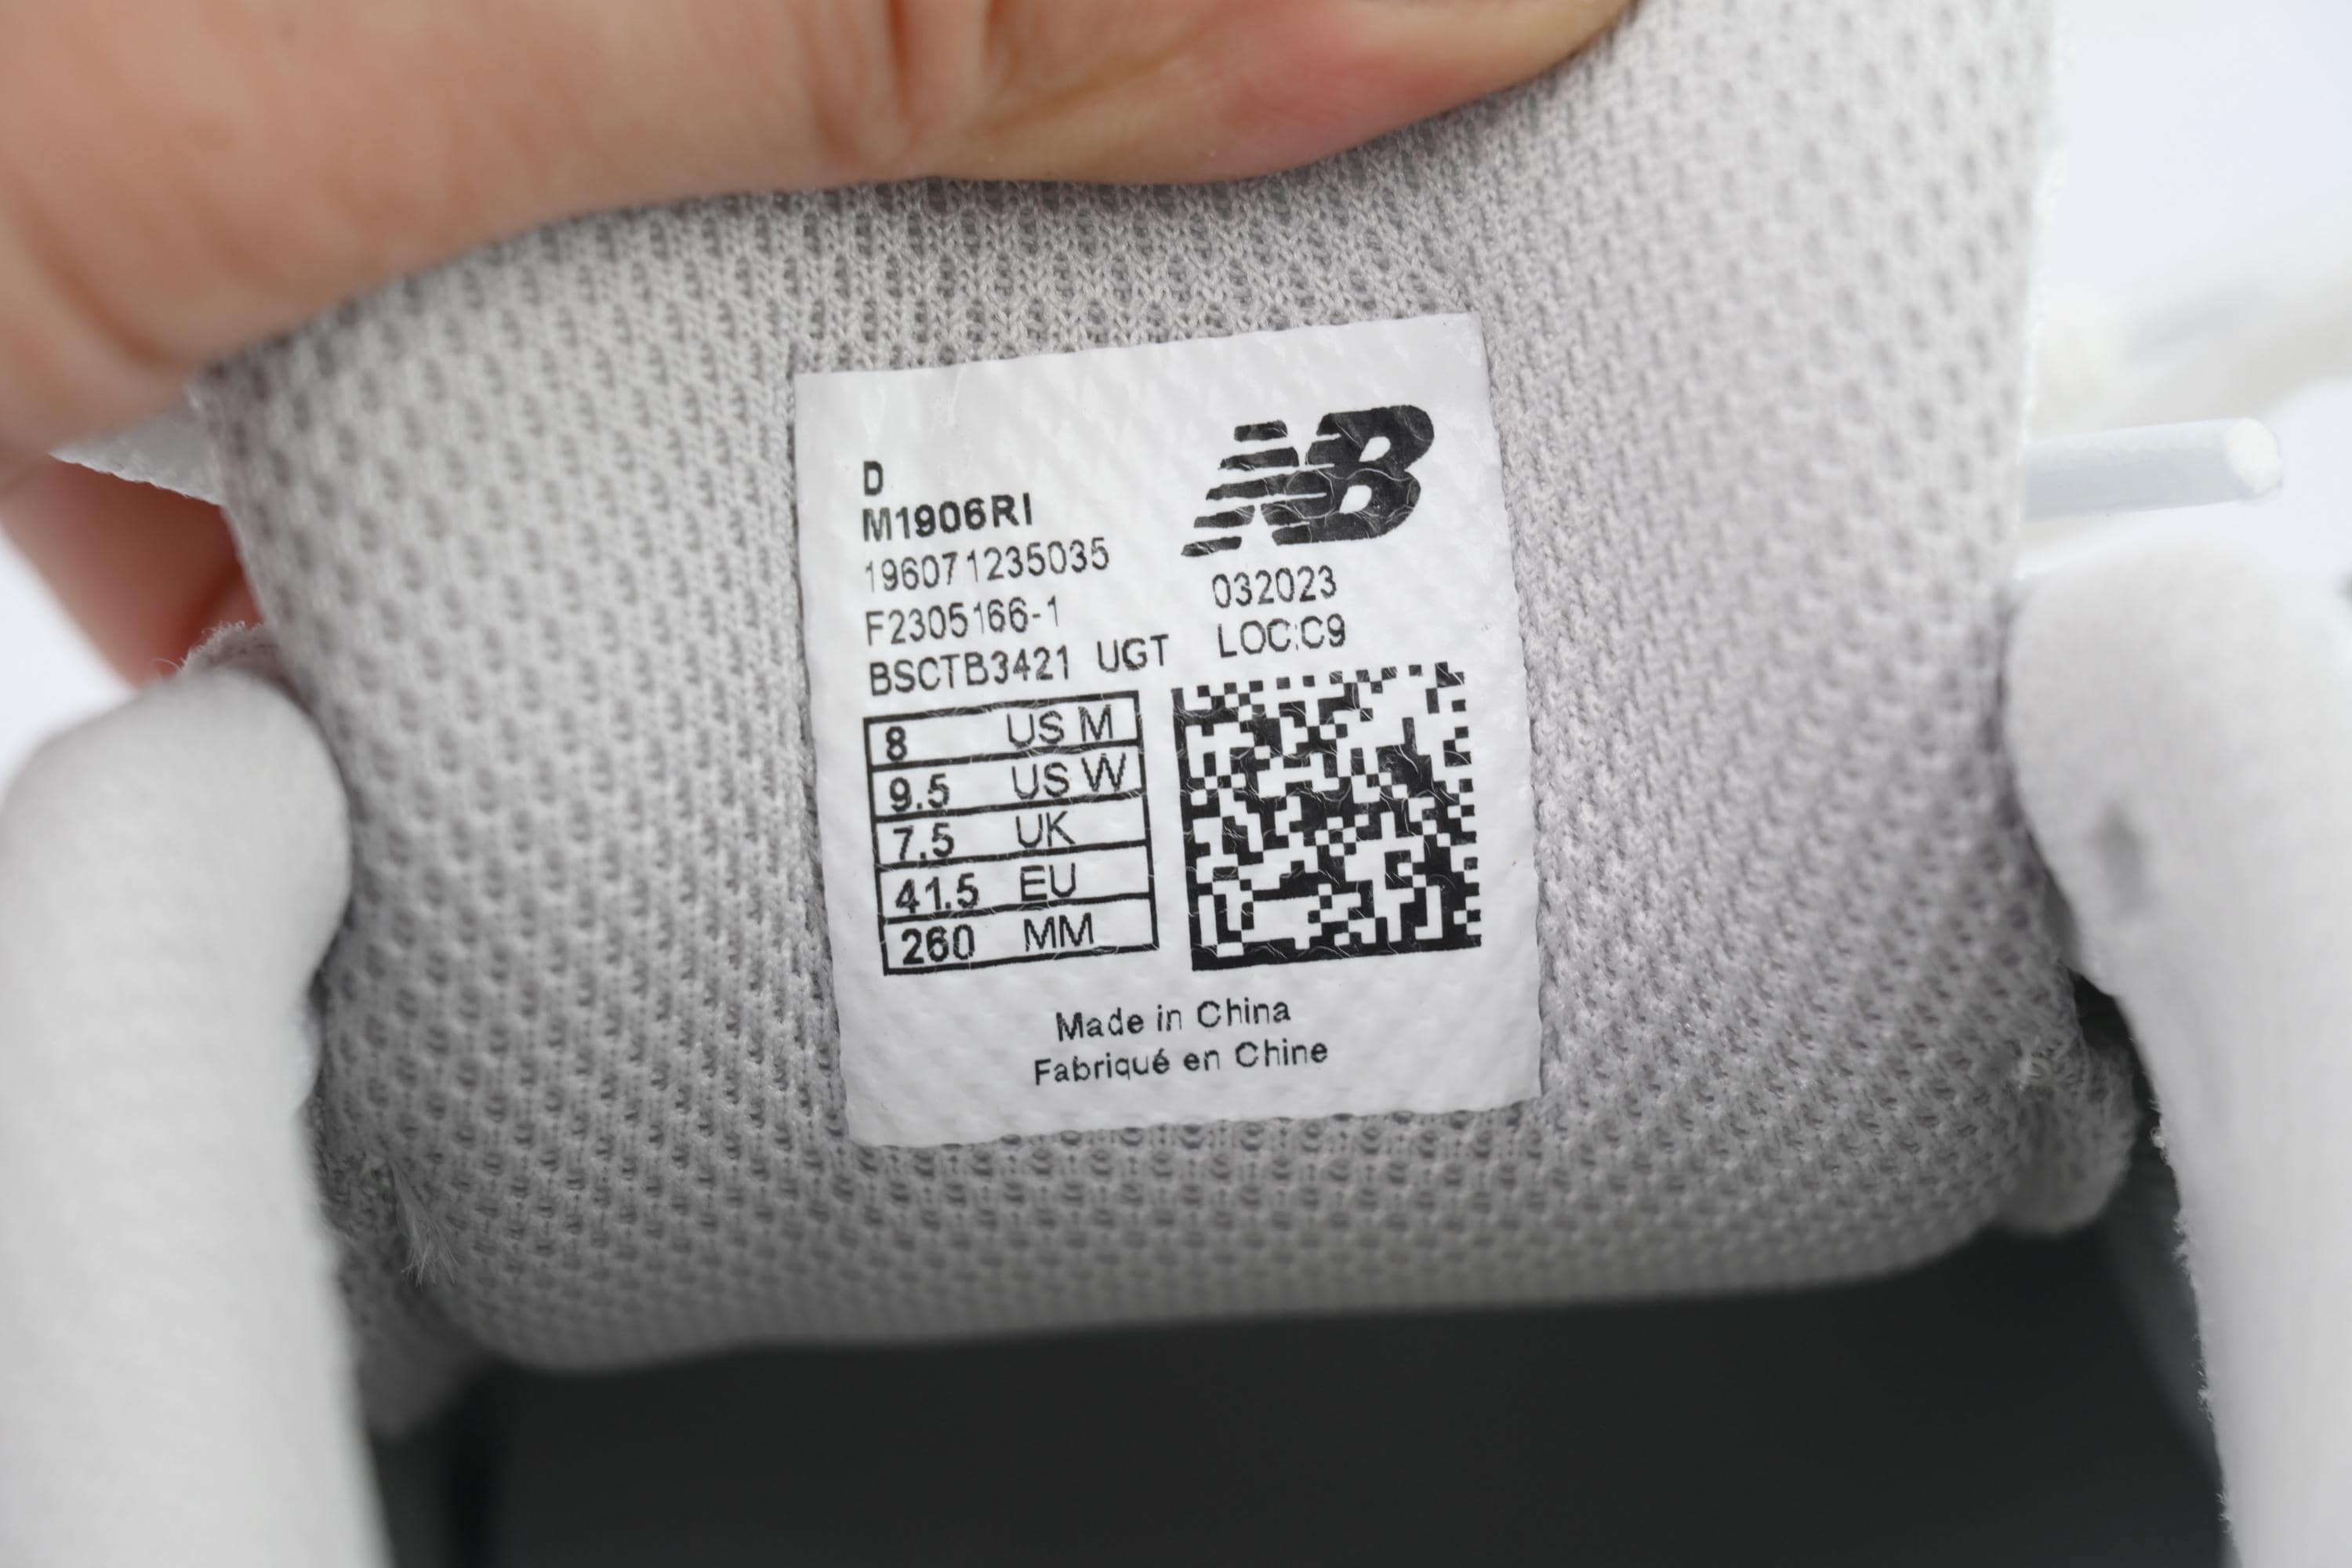 D
M1906RI
196071235035
F2305166-1
BSCTB3421 UGT
NB
032023
LOC:C9
8 US M
9.5 US W
7.5 UK
41.5 EU
260 MM
Made in China
Fabriqué en Chine